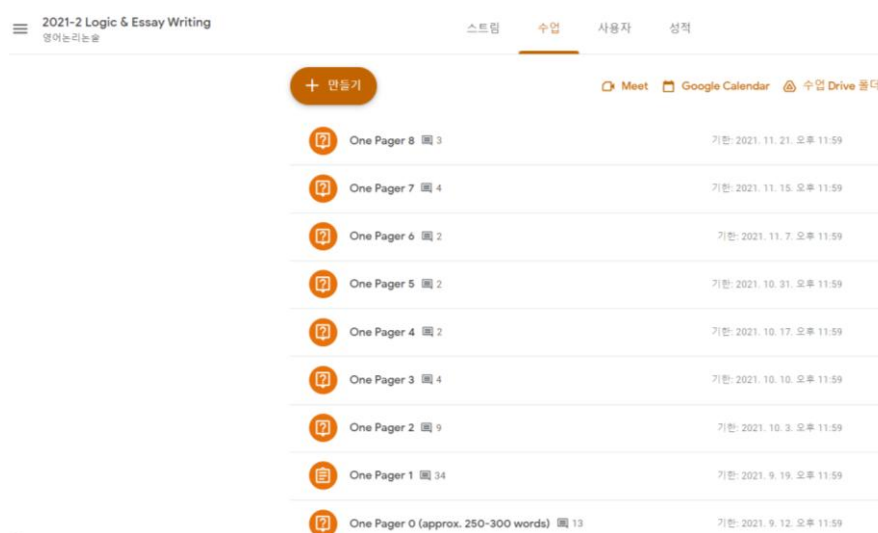 2021-2 Logic & Essay Writing
영어논리논술
스트림 수업 사용자 성적
만들기
Meet Google Calendar 수업 Drive 폴더
One Pager 8 3 기한: 2021. 11. 21. 오후 11:59
One Pager 7 4 기한: 2021. 11. 15. 오후 11:59
One Pager 6 2 기한: 2021. 11. 7. 오후 11:59
One Pager 5 2 기한: 2021. 10. 31. 오후 11:59
One Pager 4 2 기한: 2021. 10. 17. 오후 11:59
One Pager 3 4 기한: 2021. 10. 10. 오후 11:59
One Pager 2 9 기한: 2021. 10. 3. 오후 11:59
One Pager 1 34 기한: 2021. 9. 19. 오후 11:59
One Pager 0 (approx. 250-300 words) 13 기한: 2021. 9. 12. 오후 11:59